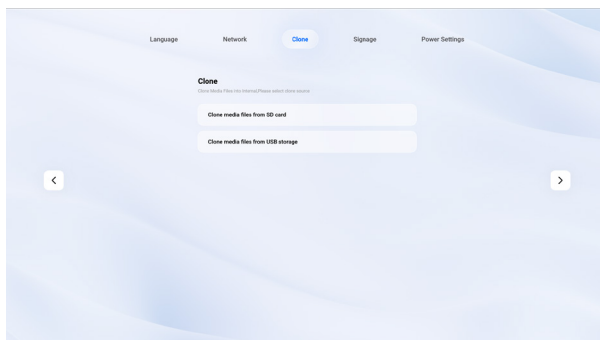 Language
Network
Clone
Signage
Power Settings
Clone
Clone Media Files into Internal,Please select clone source
Clone media files from SD card
Clone media files from USB storage